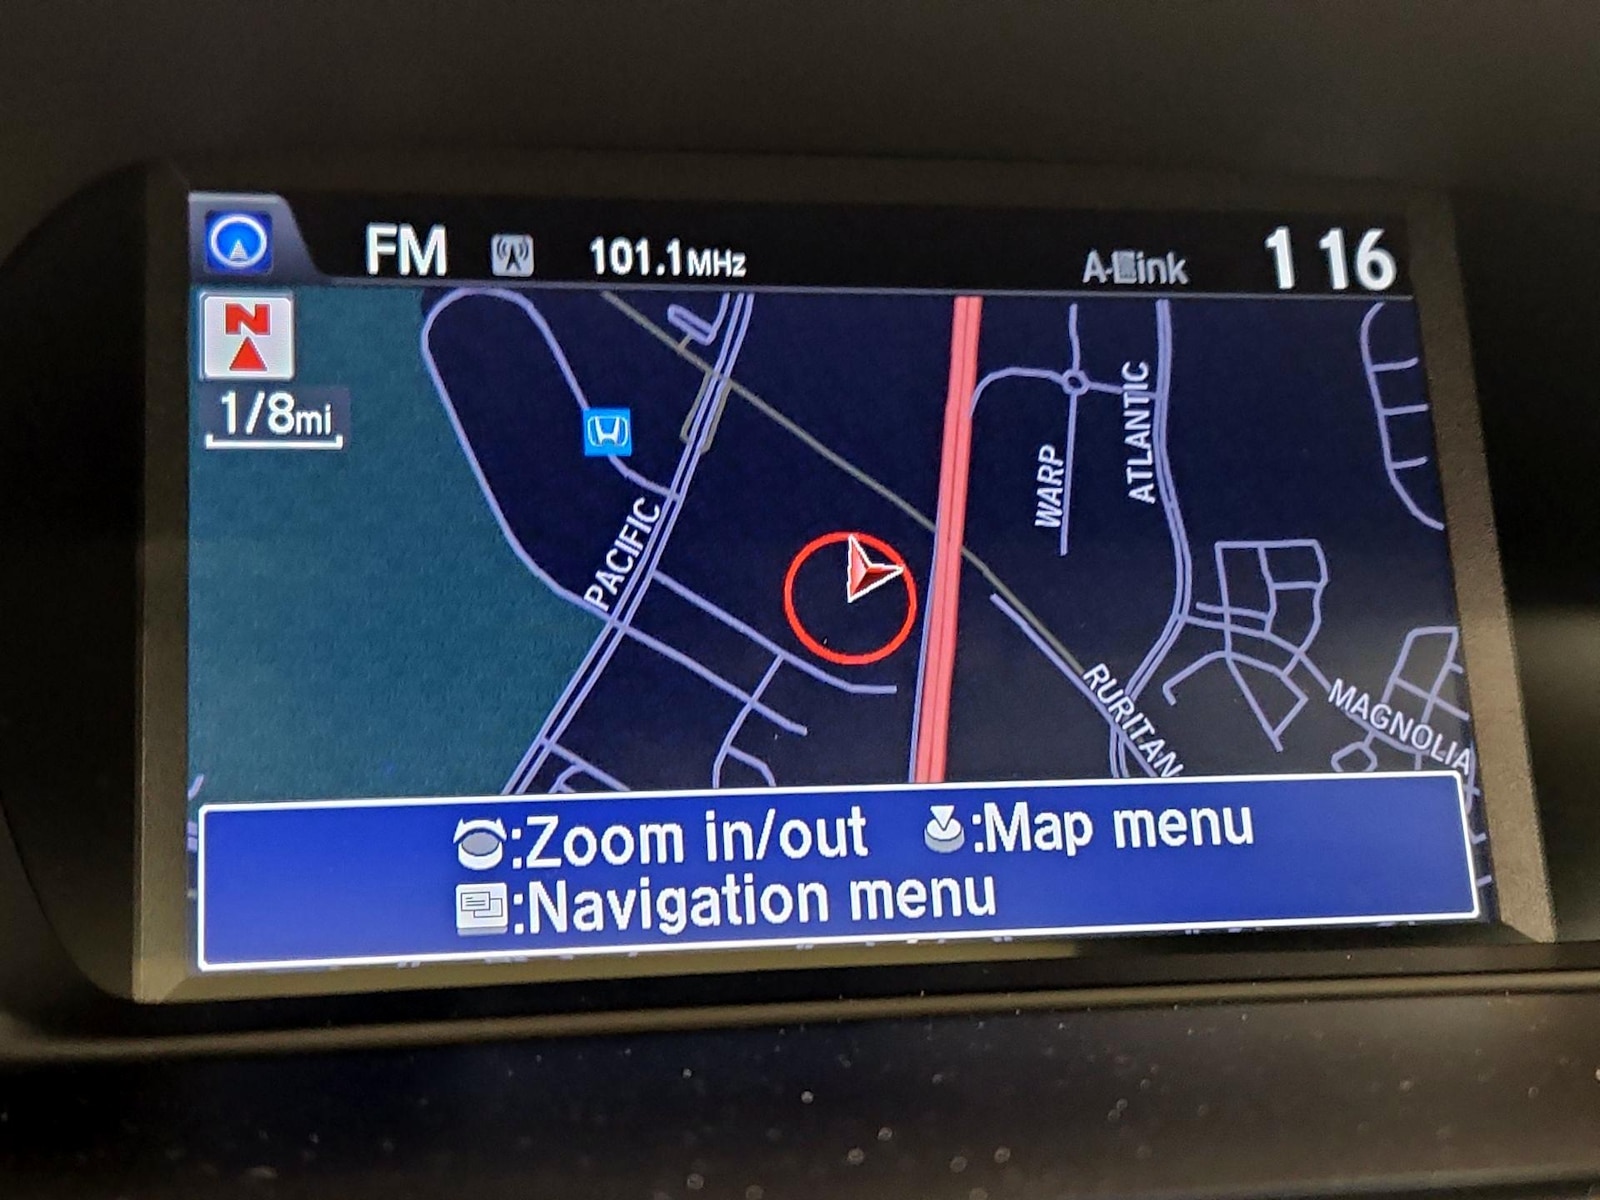 FM 101.1MHz A-Link 1 16
N
1/8mi
ATLANTIC
WARP
PACIFIC
RURITAN
MAGNOLIA
:Zoom in/out :Map menu
:Navigation menu